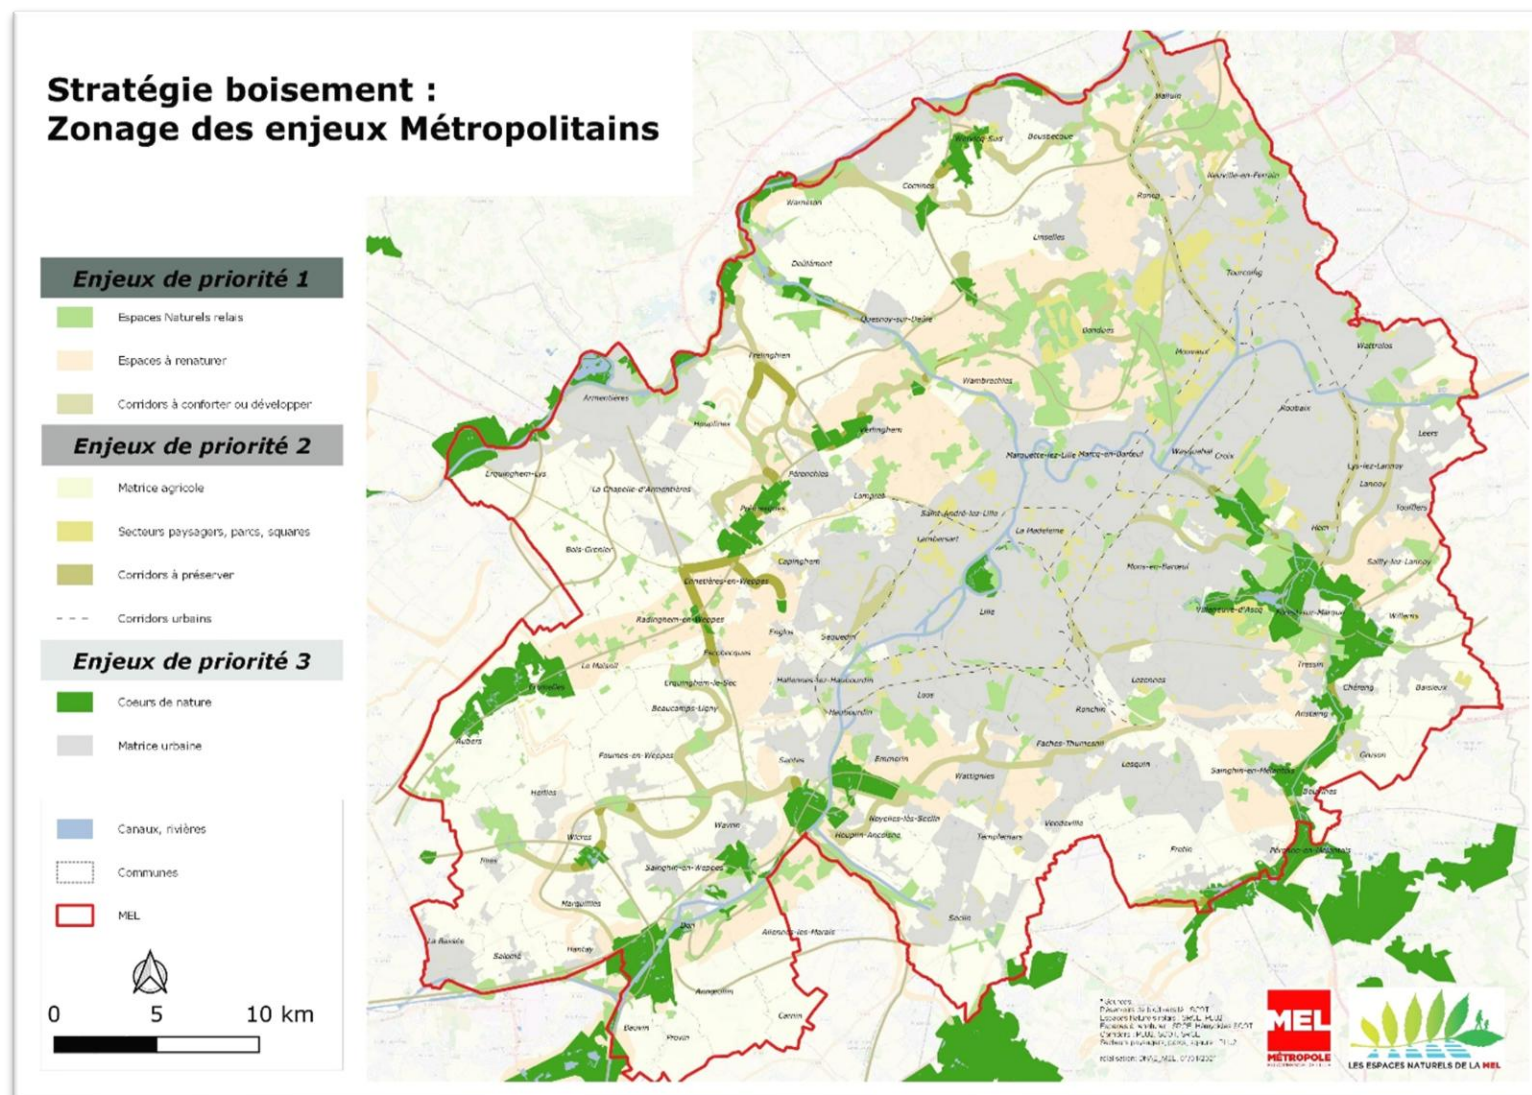 Stratégie boisement :
Zonage des enjeux Métropolitains
Enjeux de priorité 1
Espaces Naturels relais
Espaces à renaturer
Corridors à conforter ou développer
Enjeux de priorité 2
Matrice agricole
Secteurs paysagers, parcs, squares
Corridors à préserver
Corridors urbains
Enjeux de priorité 3
Coeurs de nature
Matrice urbaine
Canaux, rivières
Communes
MEL
0 5 10 km
Halluin
Wervicq-Sud
Bousbecque
Neuville-en-Ferrain
Comines
Roncq
Warneton
Linselles
Deûlémont
Tourcoing
Quesnoy-sur-Deûle
Bondues
Mouvaux
Wattrelos
Frelinghien
Wambrechies
Armentières
Roubaix
Houplines
Verlinghem
Leers
Marquette-lez-Lille
Marcq-en-Barœul
Wasquehal
Croix
Erquinghem-Lys
Pérenchies
Lys-lez-Lannoy
La Chapelle-d'Armentières
Lompret
Lannoy
Prémesques
Saint-André-lez-Lille
Toufflers
La Madeleine
Hem
Lambersart
Bois-Grenier
Capinghem
Mons-en-Barœul
Sailly-lez-Lannoy
Ennetières-en-Weppes
Lille
Villeneuve-d'Ascq
Forest-sur-Marque
Willems
Radinghem-en-Weppes
Englos
Sequedin
Escobecques
Le Maisnil
Tressin
Erquinghem-le-Sec
Hallennes-lez-Haubourdin
Lezennes
Fromelles
Loos
Chéreng
Baisieux
Beaucamps-Ligny
Haubourdin
Ronchin
Anstaing
Aubers
Fournes-en-Weppes
Santes
Emmerin
Faches-Thumesnil
Gruson
Lesquin
Sainghin-en-Mélantois
Wattignies
Herlies
Bouvines
Wavrin
Noyelles-lès-Seclin
Vendeville
Wicres
Houplin-Ancoisne
Templemars
Fretin
Péronne-en-Mélantois
Illies
Sainghin-en-Weppes
Marquillies
Seclin
Don
Allennes-les-Marais
La Bassée
Salomé
Hantay
Annœullin
Carnin
Bauvin
Provin
MEL
MÉTROPOLE
LES ESPACES NATURELS DE LA MEL